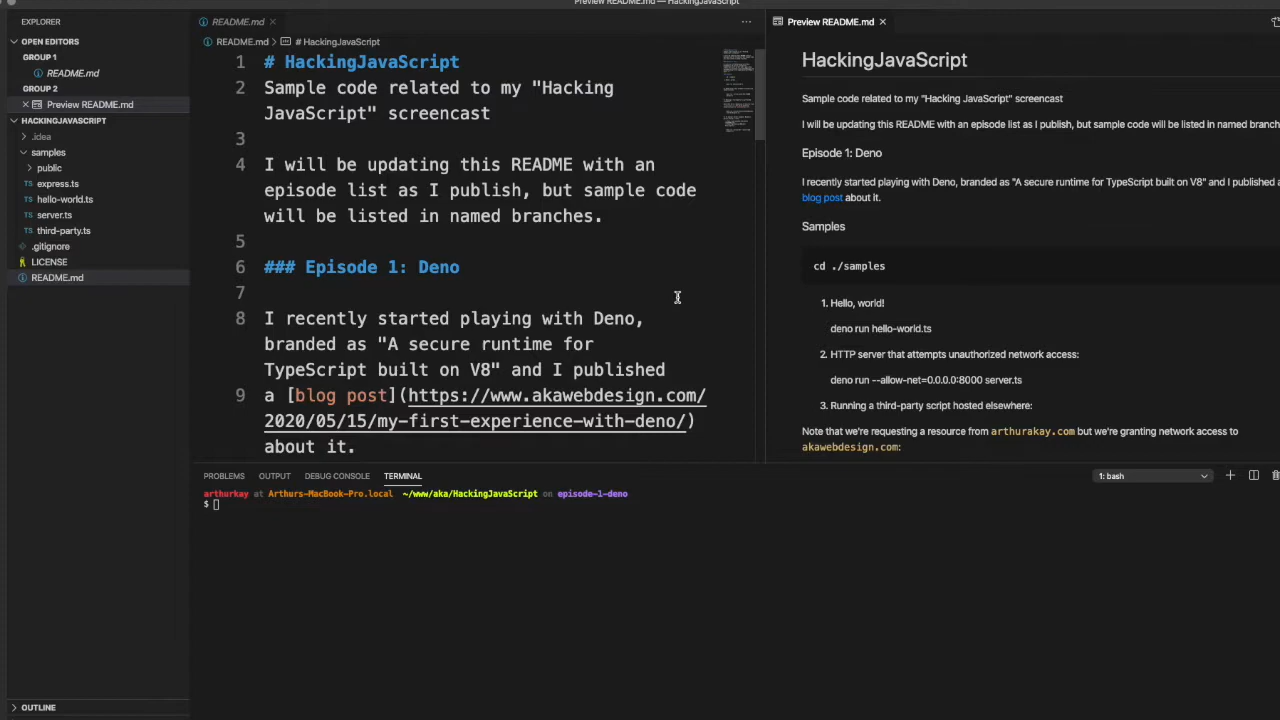 Preview README.md — HackingJavaScript
EXPLORER
OPEN EDITORS
GROUP 1
README.md
GROUP 2
Preview README.md
HACKINGJAVASCRIPT
.idea
samples
public
express.ts
hello-world.ts
server.ts
third-party.ts
.gitignore
LICENSE
README.md
OUTLINE
README.md
README.md > # HackingJavaScript
1 # HackingJavaScript
2 Sample code related to my "Hacking
JavaScript" screencast
3
4 I will be updating this README with an
episode list as I publish, but sample code
will be listed in named branches.
5
6 ### Episode 1: Deno
7
8 I recently started playing with Deno,
branded as "A secure runtime for
TypeScript built on V8" and I published
9 a [blog post](https://www.akawebdesign.com/
2020/05/15/my-first-experience-with-deno/)
about it.
Preview README.md
HackingJavaScript
Sample code related to my "Hacking JavaScript" screencast
I will be updating this README with an episode list as I publish, but sample code will be listed in named branche
Episode 1: Deno
I recently started playing with Deno, branded as "A secure runtime for TypeScript built on V8" and I published
blog post about it.
Samples
cd ./samples
1. Hello, world!
deno run hello-world.ts
2. HTTP server that attempts unauthorized network access:
deno run --allow-net=0.0.0.0:8000 server.ts
3. Running a third-party script hosted elsewhere:
Note that we're requesting a resource from arthurakay.com but we're granting network access to
akawebdesign.com:
PROBLEMS OUTPUT DEBUG CONSOLE TERMINAL
1: bash
arthurkay at Arthurs-MacBook-Pro.local ~/www/aka/HackingJavaScript on episode-1-deno
$